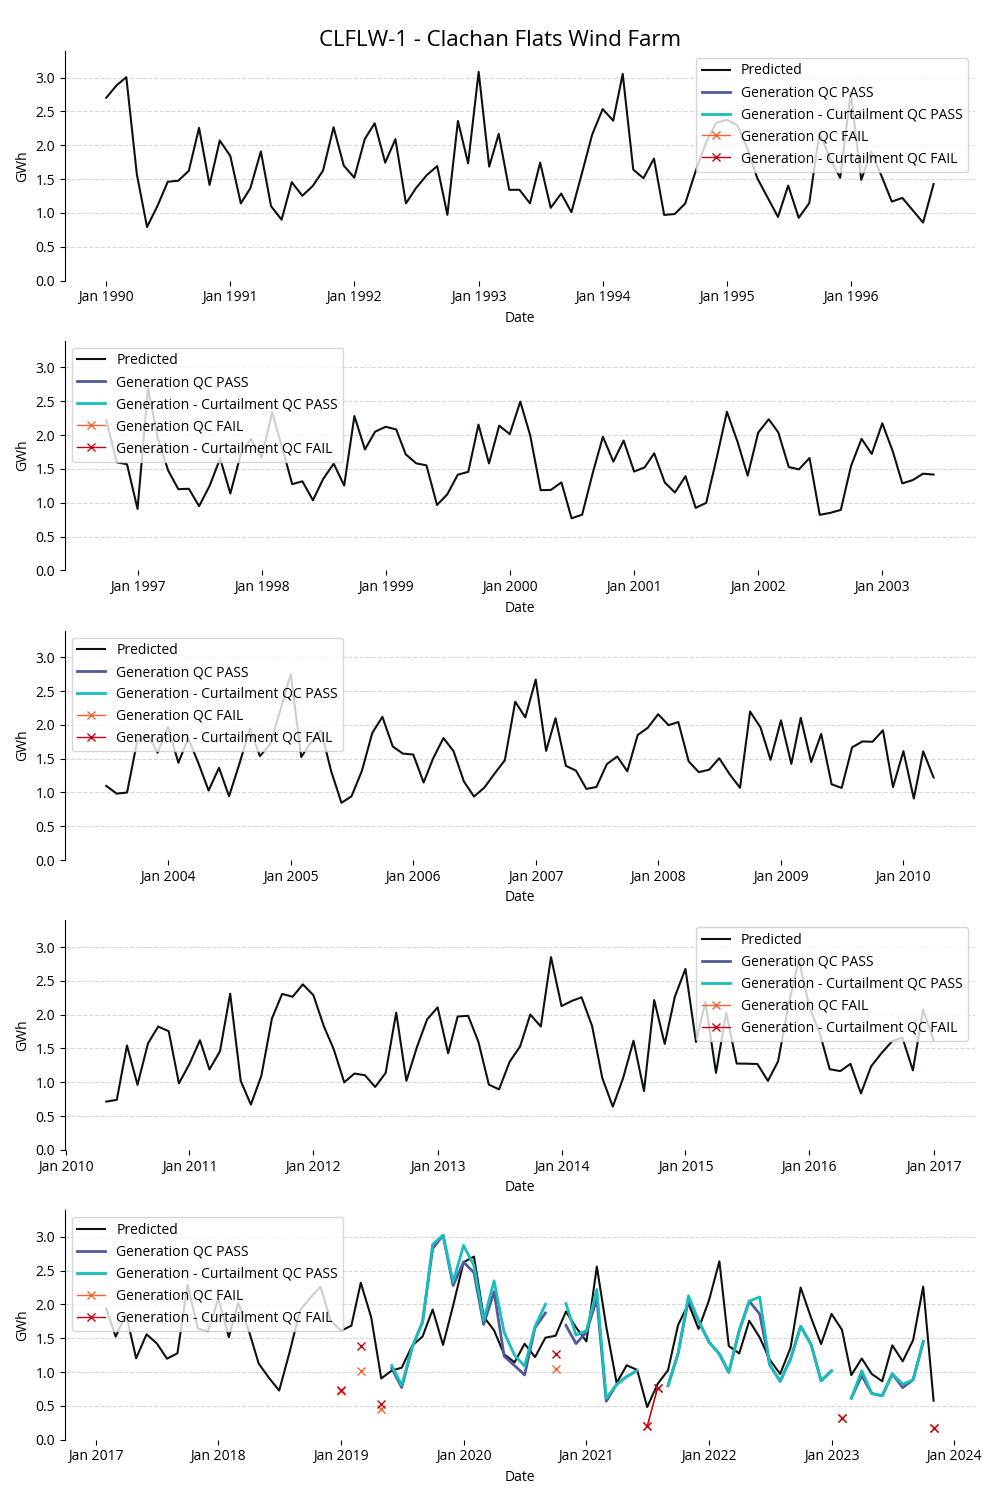 CLFLW-1 - Clachan Flats Wind Farm
GWh
3.0
2.5
2.0
1.5
1.0
0.5
0.0
Predicted
Generation QC PASS
Generation - Curtailment QC PASS
Generation QC FAIL
Generation - Curtailment QC FAIL
Jan 1990
Jan 1991
Jan 1992
Jan 1993
Jan 1994
Jan 1995
Jan 1996
Date
GWh
3.0
2.5
2.0
1.5
1.0
0.5
0.0
Predicted
Generation QC PASS
Generation - Curtailment QC PASS
Generation QC FAIL
Generation - Curtailment QC FAIL
Jan 1997
Jan 1998
Jan 1999
Jan 2000
Jan 2001
Jan 2002
Jan 2003
Date
GWh
3.0
2.5
2.0
1.5
1.0
0.5
0.0
Predicted
Generation QC PASS
Generation - Curtailment QC PASS
Generation QC FAIL
Generation - Curtailment QC FAIL
Jan 2004
Jan 2005
Jan 2006
Jan 2007
Jan 2008
Jan 2009
Jan 2010
Date
GWh
3.0
2.5
2.0
1.5
1.0
0.5
0.0
Predicted
Generation QC PASS
Generation - Curtailment QC PASS
Generation QC FAIL
Generation - Curtailment QC FAIL
Jan 2010
Jan 2011
Jan 2012
Jan 2013
Jan 2014
Jan 2015
Jan 2016
Jan 2017
Date
GWh
3.0
2.5
2.0
1.5
1.0
0.5
0.0
Predicted
Generation QC PASS
Generation - Curtailment QC PASS
Generation QC FAIL
Generation - Curtailment QC FAIL
Jan 2017
Jan 2018
Jan 2019
Jan 2020
Jan 2021
Jan 2022
Jan 2023
Jan 2024
Date